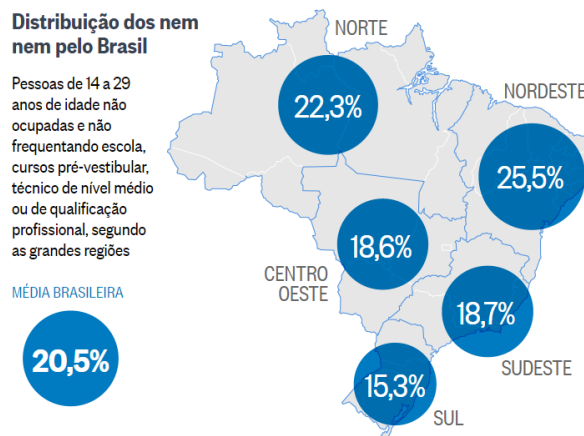 Distribuição dos nem
nem pelo Brasil
Pessoas de 14 a 29
anos de idade não
ocupadas e não
frequentando escola,
cursos pré-vestibular,
técnico de nível médio
ou de qualificação
profissional, segundo
as grandes regiões
MÉDIA BRASILEIRA
20,5%
NORTE
22,3%
NORDESTE
25,5%
18,6%
CENTRO
OESTE
18,7%
SUDESTE
15,3%
SUL